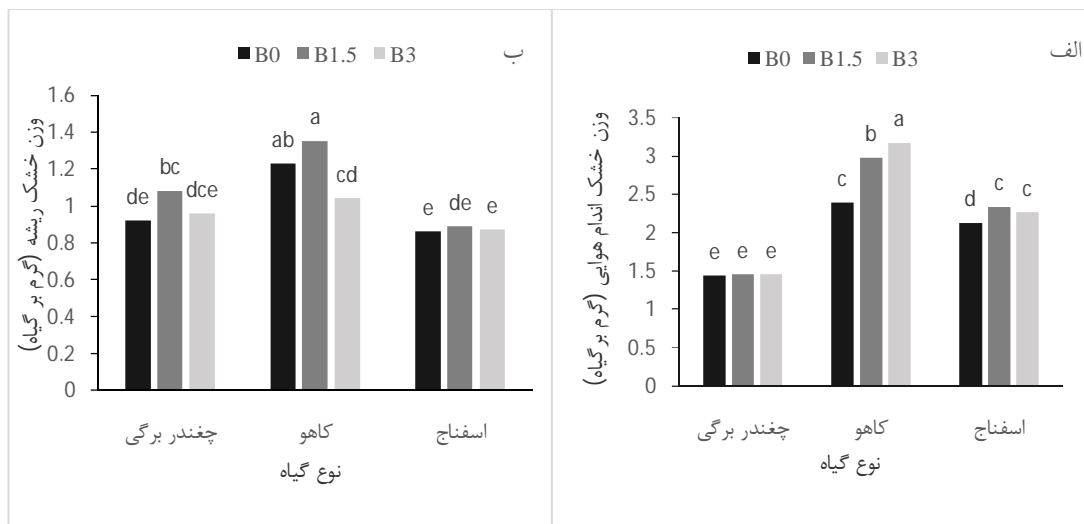 الف
B0 B1.5 B3
وزن خشک اندام هوایی (گرم بر گیاه)
3.5
3
2.5
2
1.5
1
0.5
0
e e e c b a d c c
چغندر برگی کاهو اسفناج
نوع گیاه
ب
B0 B1.5 B3
وزن خشک ریشه (گرم بر گیاه)
1.6
1.4
1.2
1
0.8
0.6
0.4
0.2
0
de bc dce ab a cd e de e
چغندر برگی کاهو اسفناج
نوع گیاه